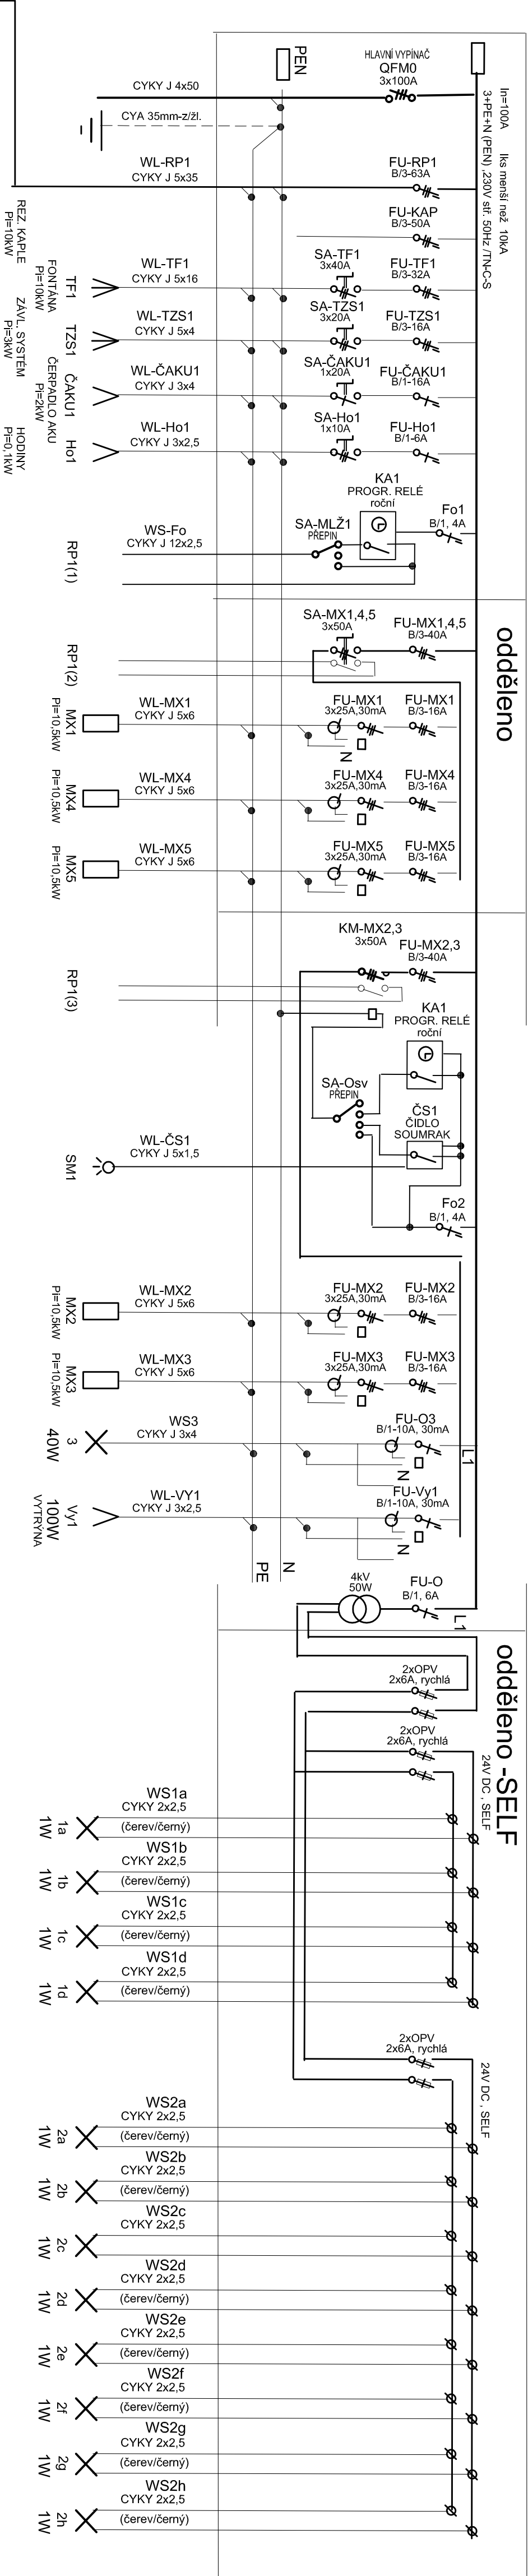 In=100A Iks menší než 10kA
3+PE+N (PEN) ,230V stř. 50Hz /TN-C-S
HLAVNÍ VYPÍNAČ
QFM0
3x100A
PEN
CYKY J 4x50
CYA 35mm-z/žl.
WL-RP1
CYKY J 5x35
FU-RP1
B/3-63A
REZ. KAPLE
Pi=10kW
FU-KAP
B/3-50A
FU-TF1
B/3-32A
SA-TF1
3x40A
WL-TF1
CYKY J 5x16
TF1
FONTÁNA
Pi=10kW
FU-TZS1
B/3-16A
SA-TZS1
3x20A
WL-TZS1
CYKY J 5x4
TZS1
ZÁVL. SYSTÉM
Pi=3kW
FU-ČAKU1
B/1-16A
SA-ČAKU1
1x20A
WL-ČAKU1
CYKY J 3x4
ČAKU1
ČERPADLO AKU
Pi=2kW
FU-Ho1
B/1-6A
SA-Ho1
1x10A
WL-Ho1
CYKY J 3x2,5
Ho1
HODINY
Pi=0,1kW
Fo1
B/1, 4A
KA1
PROGR. RELÉ
roční
SA-MLŽ1
PŘEPIN
WS-Fo
CYKY J 12x2,5
RP1(1)
odděleno
FU-MX1,4,5
B/3-40A
SA-MX1,4,5
3x50A
RP1(2)
FU-MX1
B/3-16A
FU-MX1
3x25A,30mA
N
WL-MX1
CYKY J 5x6
MX1
Pi=10,5kW
FU-MX4
B/3-16A
FU-MX4
3x25A,30mA
WL-MX4
CYKY J 5x6
MX4
Pi=10,5kW
FU-MX5
B/3-16A
FU-MX5
3x25A,30mA
WL-MX5
CYKY J 5x6
MX5
Pi=10,5kW
KM-MX2,3
3x50A
FU-MX2,3
B/3-40A
RP1(3)
KA1
PROGR. RELÉ
roční
SA-Osv
PŘEPIN
ČS1
ČIDLO
SOUMRAK
WL-ČS1
CYKY J 5x1,5
SM1
Fo2
B/1, 4A
FU-MX2
B/3-16A
FU-MX2
3x25A,30mA
WL-MX2
CYKY J 5x6
MX2
Pi=10,5kW
FU-MX3
B/3-16A
FU-MX3
3x25A,30mA
WL-MX3
CYKY J 5x6
MX3
Pi=10,5kW
L1
FU-O3
B/1-10A, 30mA
N
WS3
CYKY J 3x4
3
40W
FU-Vy1
B/1-10A, 30mA
N
WL-VY1
CYKY J 3x2,5
Vy1
100W
VYTRÝNA
N
PE
FU-O
B/1, 6A
4kV
50W
L1
odděleno -SELF
2xOPV
2x6A, rychlá
2xOPV
2x6A, rychlá
24V DC , SELF
WS1a
CYKY 2x2,5
(čerev/černý)
1a
1W
WS1b
CYKY 2x2,5
(čerev/černý)
1b
1W
WS1c
CYKY 2x2,5
(čerev/černý)
1c
1W
WS1d
CYKY 2x2,5
(čerev/černý)
1d
1W
2xOPV
2x6A, rychlá
24V DC , SELF
WS2a
CYKY 2x2,5
(čerev/černý)
2a
1W
WS2b
CYKY 2x2,5
(čerev/černý)
2b
1W
WS2c
CYKY 2x2,5
(čerev/černý)
2c
1W
WS2d
CYKY 2x2,5
(čerev/černý)
2d
1W
WS2e
CYKY 2x2,5
(čerev/černý)
2e
1W
WS2f
CYKY 2x2,5
(čerev/černý)
2f
1W
WS2g
CYKY 2x2,5
(čerev/černý)
2g
1W
WS2h
CYKY 2x2,5
(čerev/černý)
2h
1W